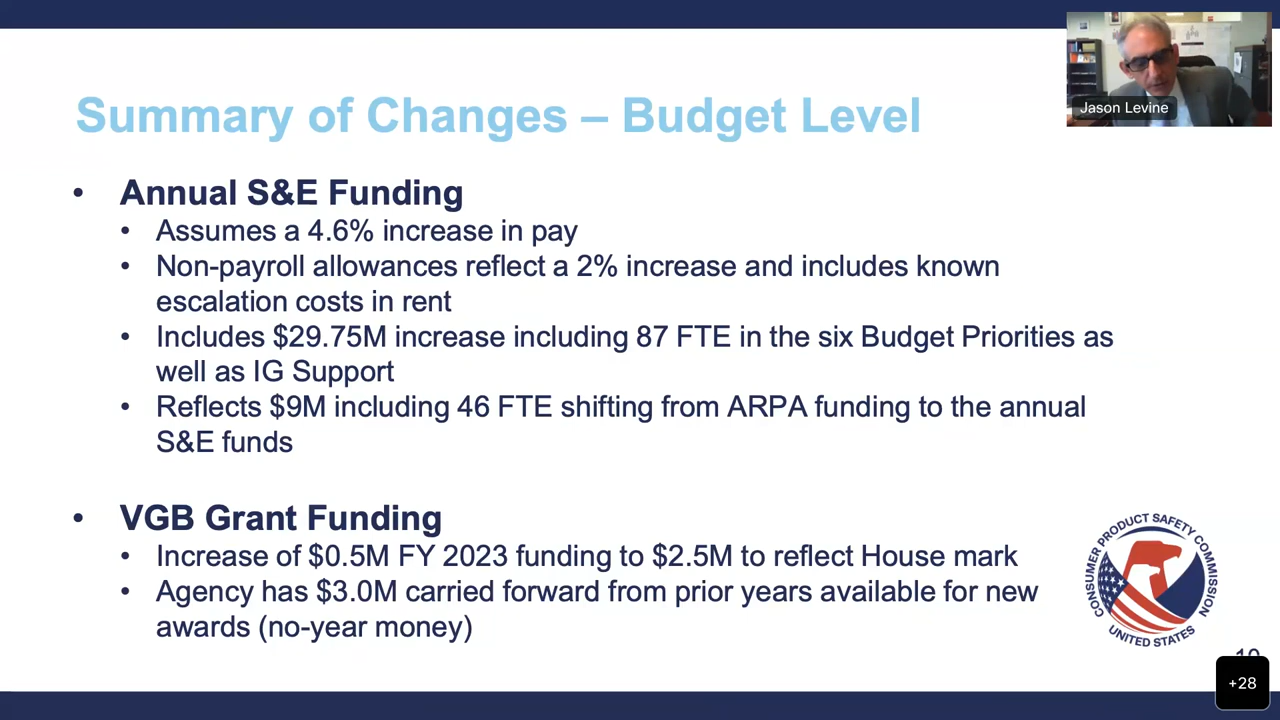 Jason Levine
Summary of Changes – Budget Level
• Annual S&E Funding
• Assumes a 4.6% increase in pay
• Non-payroll allowances reflect a 2% increase and includes known
escalation costs in rent
• Includes $29.75M increase including 87 FTE in the six Budget Priorities as
well as IG Support
• Reflects $9M including 46 FTE shifting from ARPA funding to the annual
S&E funds
• VGB Grant Funding
• Increase of $0.5M FY 2023 funding to $2.5M to reflect House mark
• Agency has $3.0M carried forward from prior years available for new
awards (no-year money)
CONSUMER PRODUCT SAFETY COMMISSION
UNITED STATES
+28